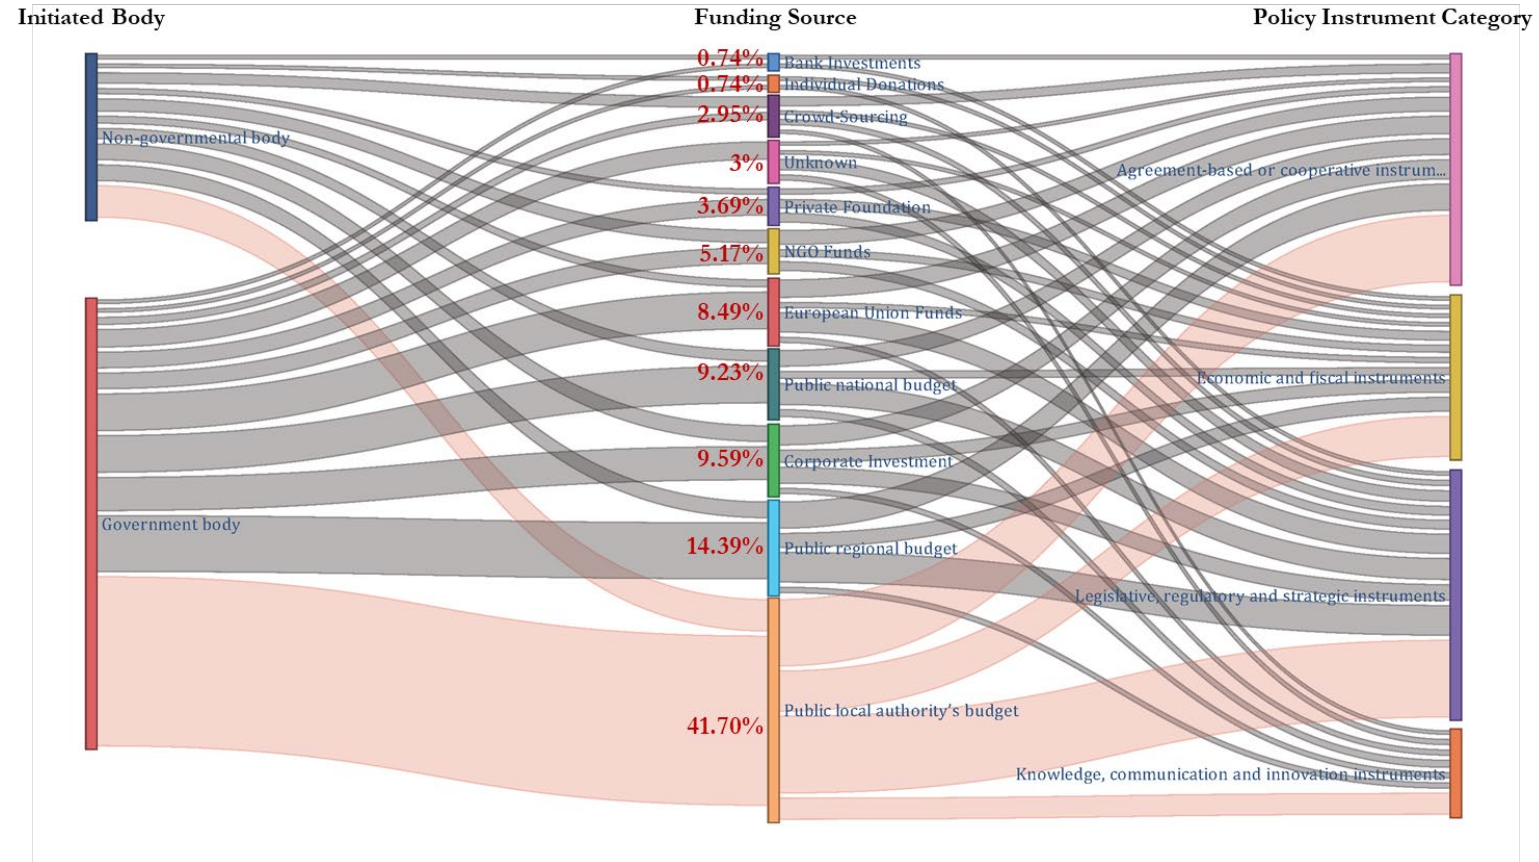 Initiated Body
Funding Source
Policy Instrument Category
0.74%
Bank Investments
0.74%
Individual Donations
2.95%
Crowd-Sourcing
Non-governmental body
3%
Unknown
Agreement-based or cooperative instrum...
3.69%
Private Foundation
5.17%
NGO Funds
8.49%
European Union Funds
9.23%
Public national budget
Economic and fiscal instruments
9.59%
Corporate Investment
Government body
14.39%
Public regional budget
Legislative, regulatory and strategic instruments
41.70%
Public local authority's budget
Knowledge, communication and innovation instruments